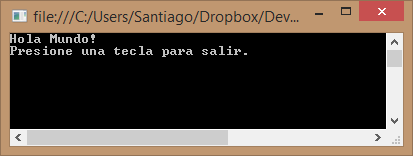 file:///C:/Users/Santiago/Dropbox/Dev...
Hola Mundo!
Presione una tecla para salir.